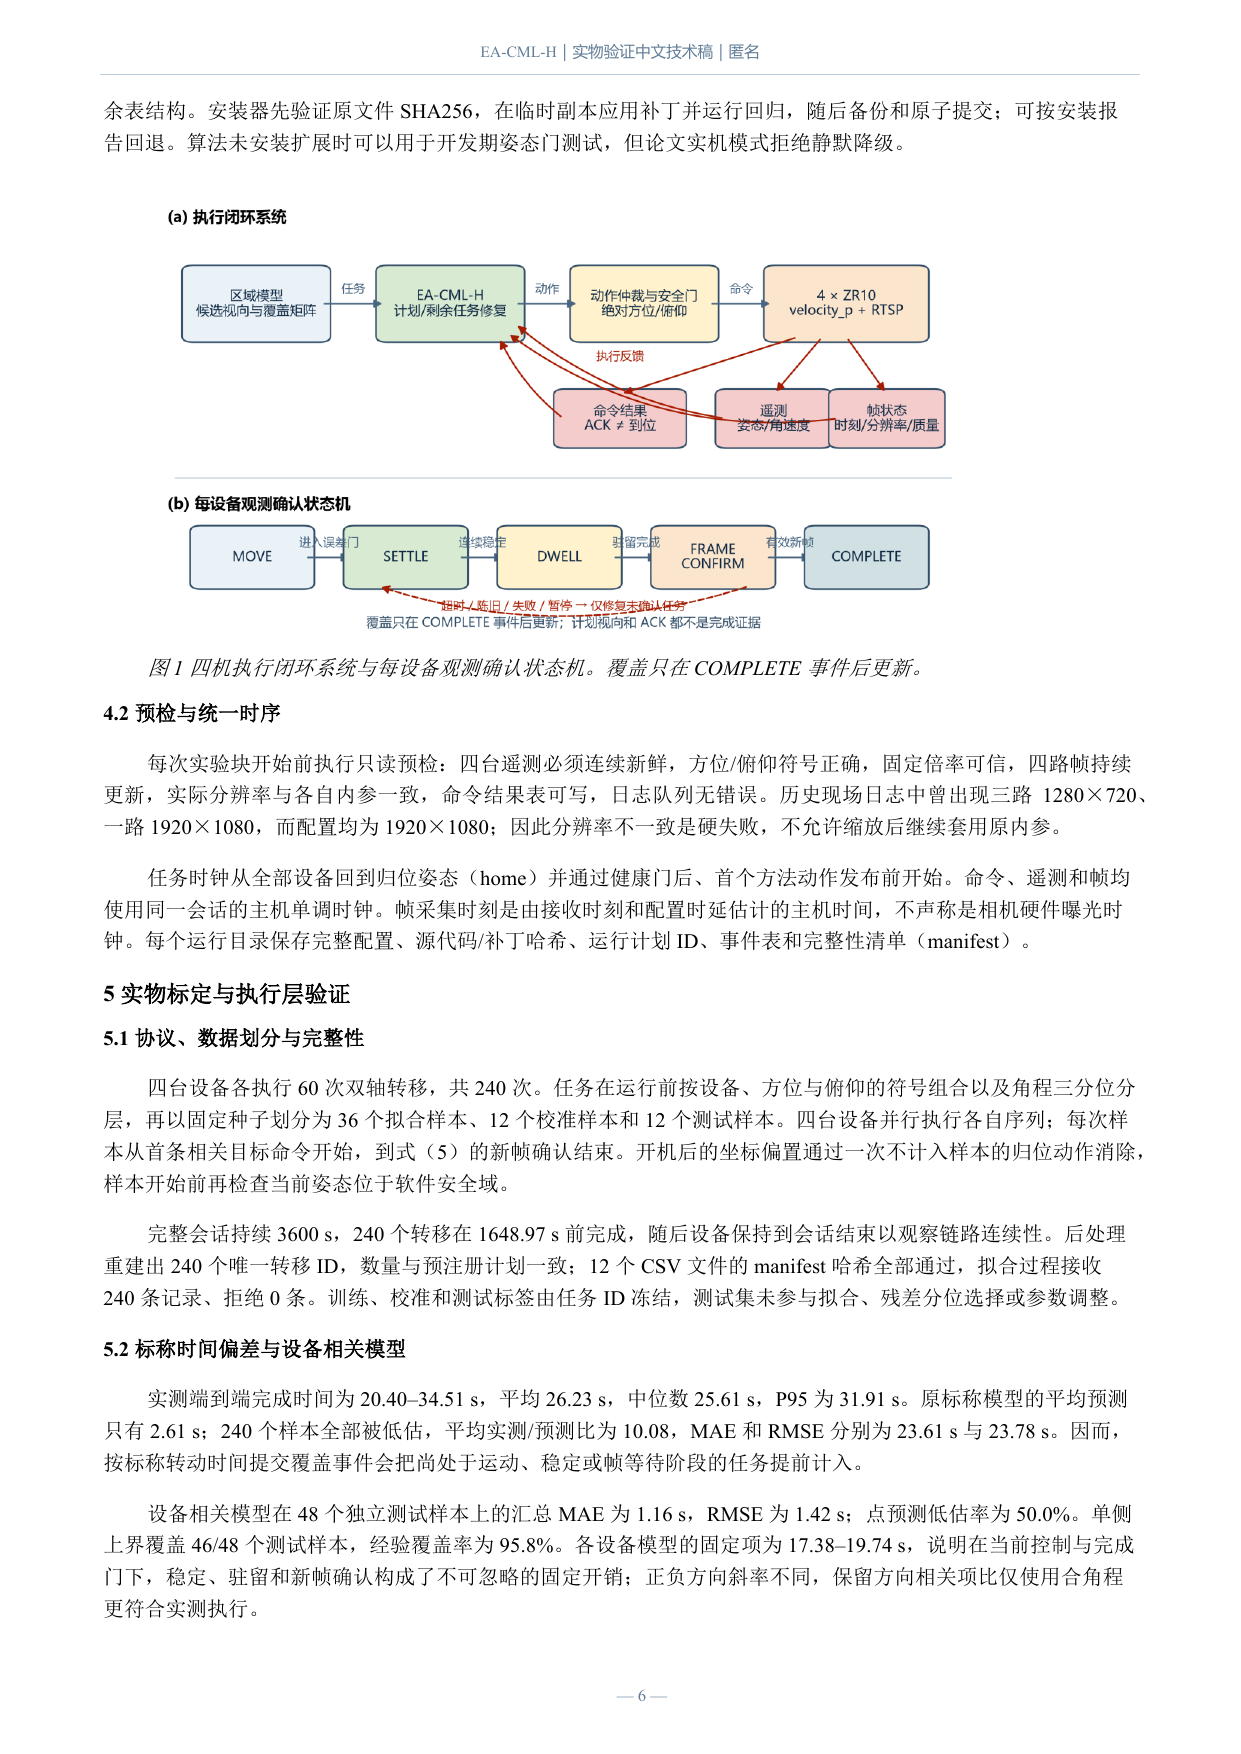 EA-CML-H | 实物验证中文技术稿 | 匿名
余表结构。安装器先验证原文件 SHA256，在临时副本应用补丁并运行回归，随后备份和原子提交；可按安装报
告回退。算法未安装扩展时可以用于开发期姿态门测试，但论文实机模式拒绝静默降级。
(a) 执行闭环系统
区域模型
候选视向与覆盖矩阵
任务
EA-CML-H
计划/剩余任务修复
动作
动作仲裁与安全门
绝对方位/俯仰
命令
4 × ZR10
velocity_p + RTSP
执行反馈
命令结果
ACK ≠ 到位
遥测
姿态/角速度
帧状态
时刻/分辨率/质量
(b) 每设备观测确认状态机
MOVE
进入误差门
SETTLE
连续稳定
DWELL
驻留完成
FRAME
CONFIRM
有效新帧
COMPLETE
超时 / 陈旧 / 失败 / 暂停 → 仅修复未确认任务
覆盖只在 COMPLETE 事件后更新；计划视向和 ACK 都不是完成证据
图 1 四机执行闭环系统与每设备观测确认状态机。覆盖只在 COMPLETE 事件后更新。
4.2 预检与统一时序
每次实验块开始前执行只读预检：四台遥测必须连续新鲜，方位/俯仰符号正确，固定倍率可信，四路帧持续
更新，实际分辨率与各自内参一致，命令结果表可写，日志队列无错误。历史现场日志中曾出现三路 1280×720、
一路 1920×1080，而配置均为 1920×1080；因此分辨率不一致是硬失败，不允许缩放后继续套用原内参。
任务时钟从全部设备回到归位姿态（home）并通过健康门后、首个方法动作发布前开始。命令、遥测和帧均
使用同一会话的主机单调时钟。帧采集时刻是由接收时刻和配置时延估计的主机时间，不声称是相机硬件曝光时
钟。每个运行目录保存完整配置、源代码/补丁哈希、运行计划 ID、事件表和完整性清单（manifest）。
5 实物标定与执行层验证
5.1 协议、数据划分与完整性
四台设备各执行 60 次双轴转移，共 240 次。任务在运行前按设备、方位与俯仰的符号组合以及角程三分位分
层，再以固定种子划分为 36 个拟合样本、12 个校准样本和 12 个测试样本。四台设备并行执行各自序列；每次样
本从首条相关目标命令开始，到式（5）的新帧确认结束。开机后的坐标偏置通过一次不计入样本的归位动作消除，
样本开始前再检查当前姿态位于软件安全域。
完整会话持续 3600 s，240 个转移在 1648.97 s 前完成，随后设备保持到会话结束以观察链路连续性。后处理
重建出 240 个唯一转移 ID，数量与预注册计划一致；12 个 CSV 文件的 manifest 哈希全部通过，拟合过程接收
240 条记录、拒绝 0 条。训练、校准和测试标签由任务 ID 冻结，测试集未参与拟合、残差分位选择或参数调整。
5.2 标称时间偏差与设备相关模型
实测端到端完成时间为 20.40–34.51 s，平均 26.23 s，中位数 25.61 s，P95 为 31.91 s。原标称模型的平均预测
只有 2.61 s；240 个样本全部被低估，平均实测/预测比为 10.08，MAE 和 RMSE 分别为 23.61 s 与 23.78 s。因而，
按标称转动时间提交覆盖事件会把尚处于运动、稳定或帧等待阶段的任务提前计入。
设备相关模型在 48 个独立测试样本上的汇总 MAE 为 1.16 s，RMSE 为 1.42 s；点预测低估率为 50.0%。单侧
上界覆盖 46/48 个测试样本，经验覆盖率为 95.8%。各设备模型的固定项为 17.38–19.74 s，说明在当前控制与完成
门下，稳定、驻留和新帧确认构成了不可忽略的固定开销；正负方向斜率不同，保留方向相关项比仅使用合角程
更符合实测执行。
— 6 —